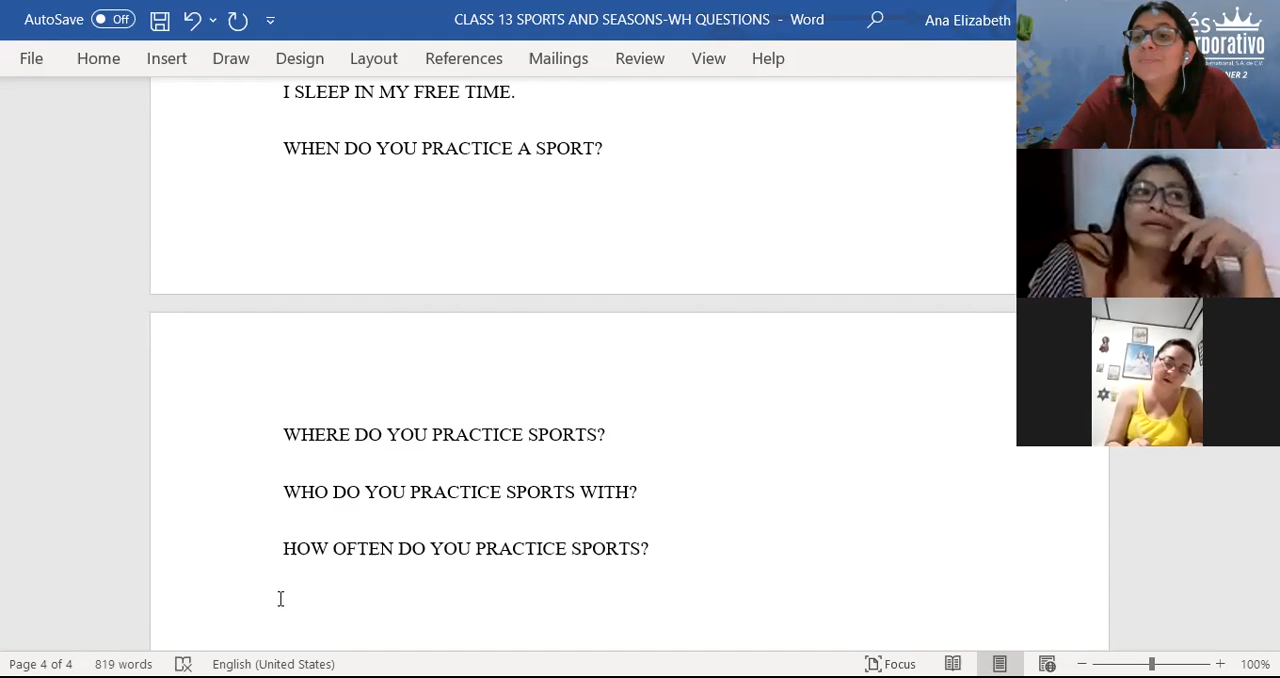 AutoSave Off CLASS 13 SPORTS AND SEASONS-WH QUESTIONS - Word Ana Elizabeth
File Home Insert Draw Design Layout References Mailings Review View Help
I SLEEP IN MY FREE TIME.
WHEN DO YOU PRACTICE A SPORT?
WHERE DO YOU PRACTICE SPORTS?
WHO DO YOU PRACTICE SPORTS WITH?
HOW OFTEN DO YOU PRACTICE SPORTS?
Page 4 of 4 819 words English (United States) Focus 100%